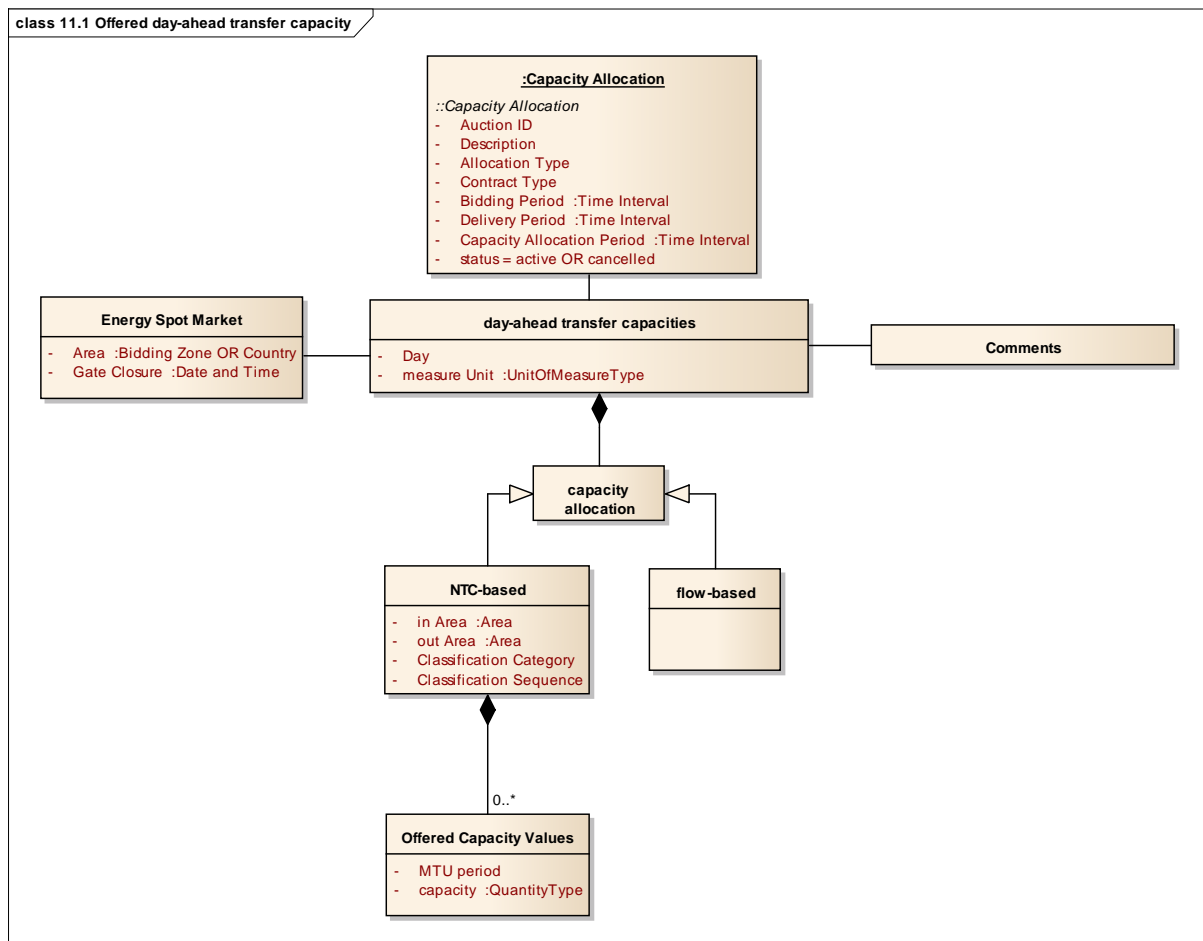 class 11.1 Offered day-ahead transfer capacity
:Capacity Allocation
::Capacity Allocation
- Auction ID
- Description
- Allocation Type
- Contract Type
- Bidding Period :Time Interval
- Delivery Period :Time Interval
- Capacity Allocation Period :Time Interval
- status = active OR cancelled
Energy Spot Market
- Area :Bidding Zone OR Country
- Gate Closure :Date and Time
day-ahead transfer capacities
- Day
- measure Unit :UnitOfMeasureType
Comments
capacity
allocation
NTC-based
- in Area :Area
- out Area :Area
- Classification Category
- Classification Sequence
flow-based
0..*
Offered Capacity Values
- MTU period
- capacity :QuantityType